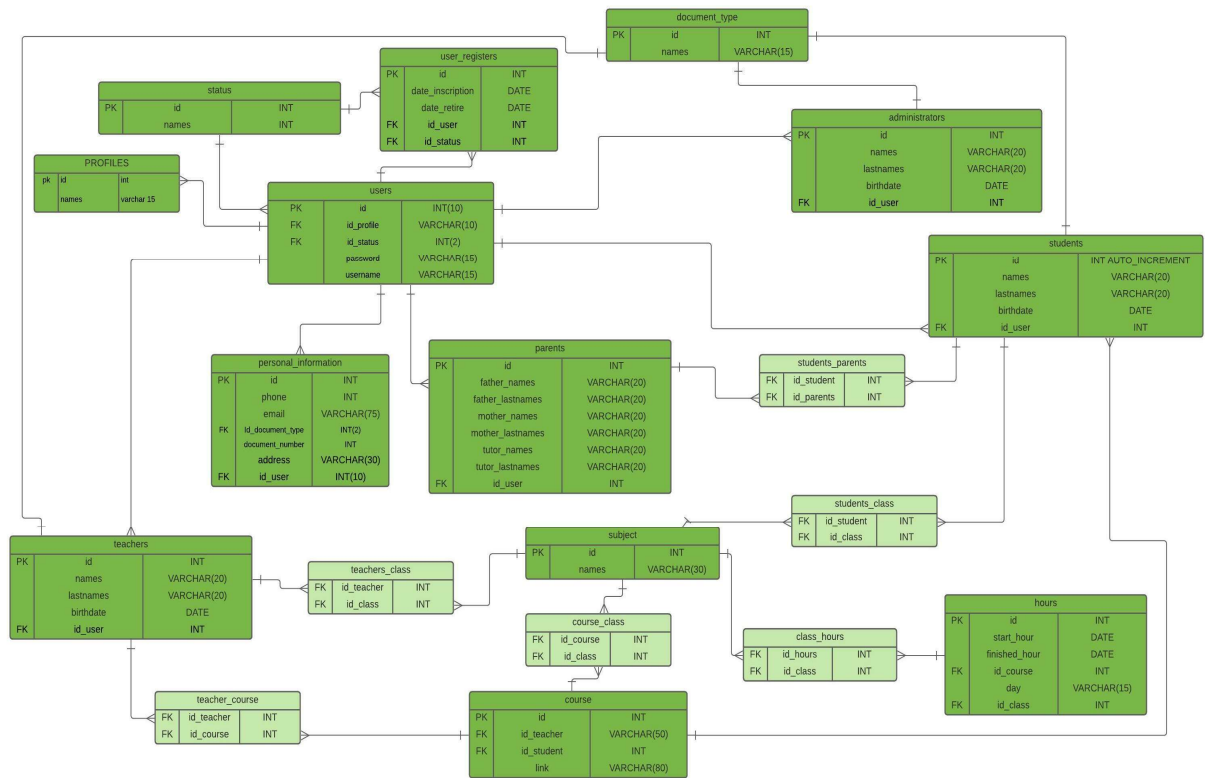 document_type
PK id INT
names VARCHAR(15)
user_registers
PK id INT
date_inscription DATE
date_retire DATE
FK id_user INT
FK id_status INT
status
PK id INT
names INT
administrators
PK id INT
names VARCHAR(20)
lastnames VARCHAR(20)
birthdate DATE
FK id_user INT
PROFILES
pk id int
names varchar 15
users
PK id INT(10)
FK id_profile VARCHAR(10)
FK id_status INT(2)
password VARCHAR(15)
username VARCHAR(15)
students
PK id INT AUTO_INCREMENT
names VARCHAR(20)
lastnames VARCHAR(20)
birthdate DATE
FK id_user INT
personal_information
PK id INT
phone INT
email VARCHAR(75)
FK id_document_type INT(2)
document_number INT
address VARCHAR(30)
FK id_user INT(10)
parents
PK id INT
father_names VARCHAR(20)
father_lastnames VARCHAR(20)
mother_names VARCHAR(20)
mother_lastnames VARCHAR(20)
tutor_names VARCHAR(20)
tutor_lastnames VARCHAR(20)
FK id_user INT
students_parents
FK id_student INT
FK id_parents INT
students_class
FK id_student INT
FK id_class INT
teachers
PK id INT
names VARCHAR(20)
lastnames VARCHAR(20)
birthdate DATE
FK id_user INT
teachers_class
FK id_teacher INT
FK id_class INT
subject
PK id INT
names VARCHAR(30)
course_class
FK id_course INT
FK id_class INT
class_hours
FK id_hours INT
FK id_class INT
hours
PK id INT
start_hour DATE
finished_hour DATE
FK id_course INT
day VARCHAR(15)
FK id_class INT
teacher_course
FK id_teacher INT
FK id_course INT
course
PK id INT
FK id_teacher VARCHAR(50)
FK id_student INT
link VARCHAR(80)